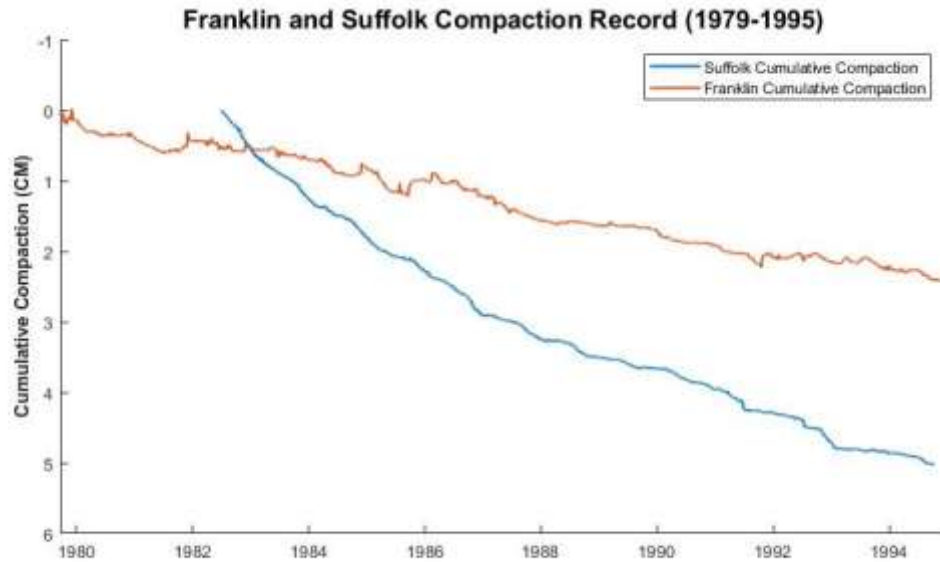 Franklin and Suffolk Compaction Record (1979-1995)
Suffolk Cumulative Compaction
Franklin Cumulative Compaction
Cumulative Compaction (CM)
-1
0
1
2
3
4
5
6
1980 1982 1984 1986 1988 1990 1992 1994